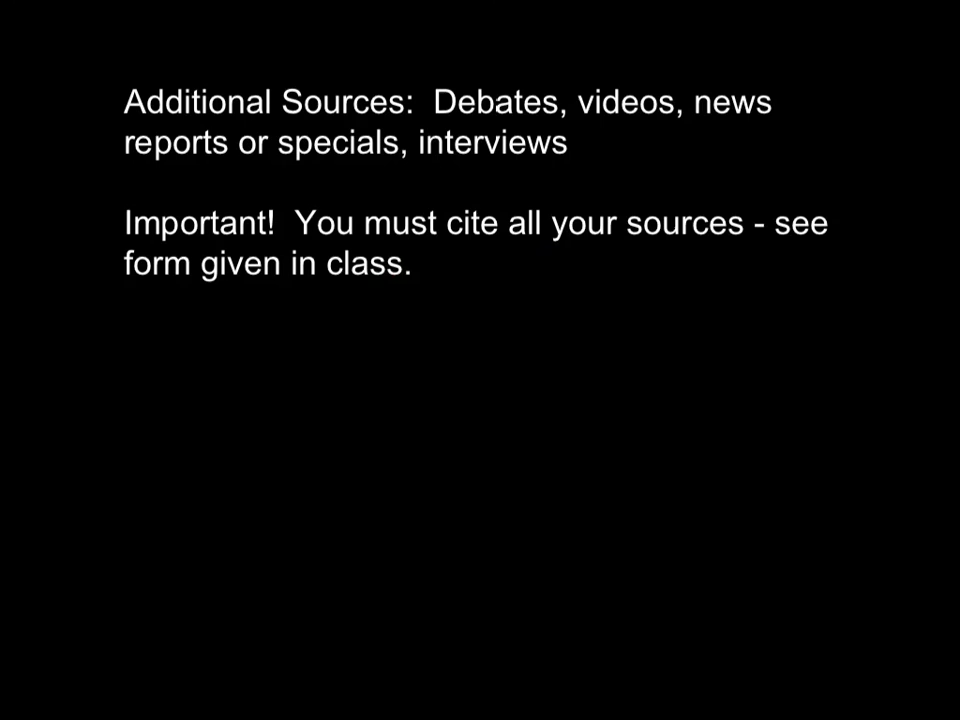 Additional Sources:  Debates, videos, news
reports or specials, interviews
Important!  You must cite all your sources - see
form given in class.